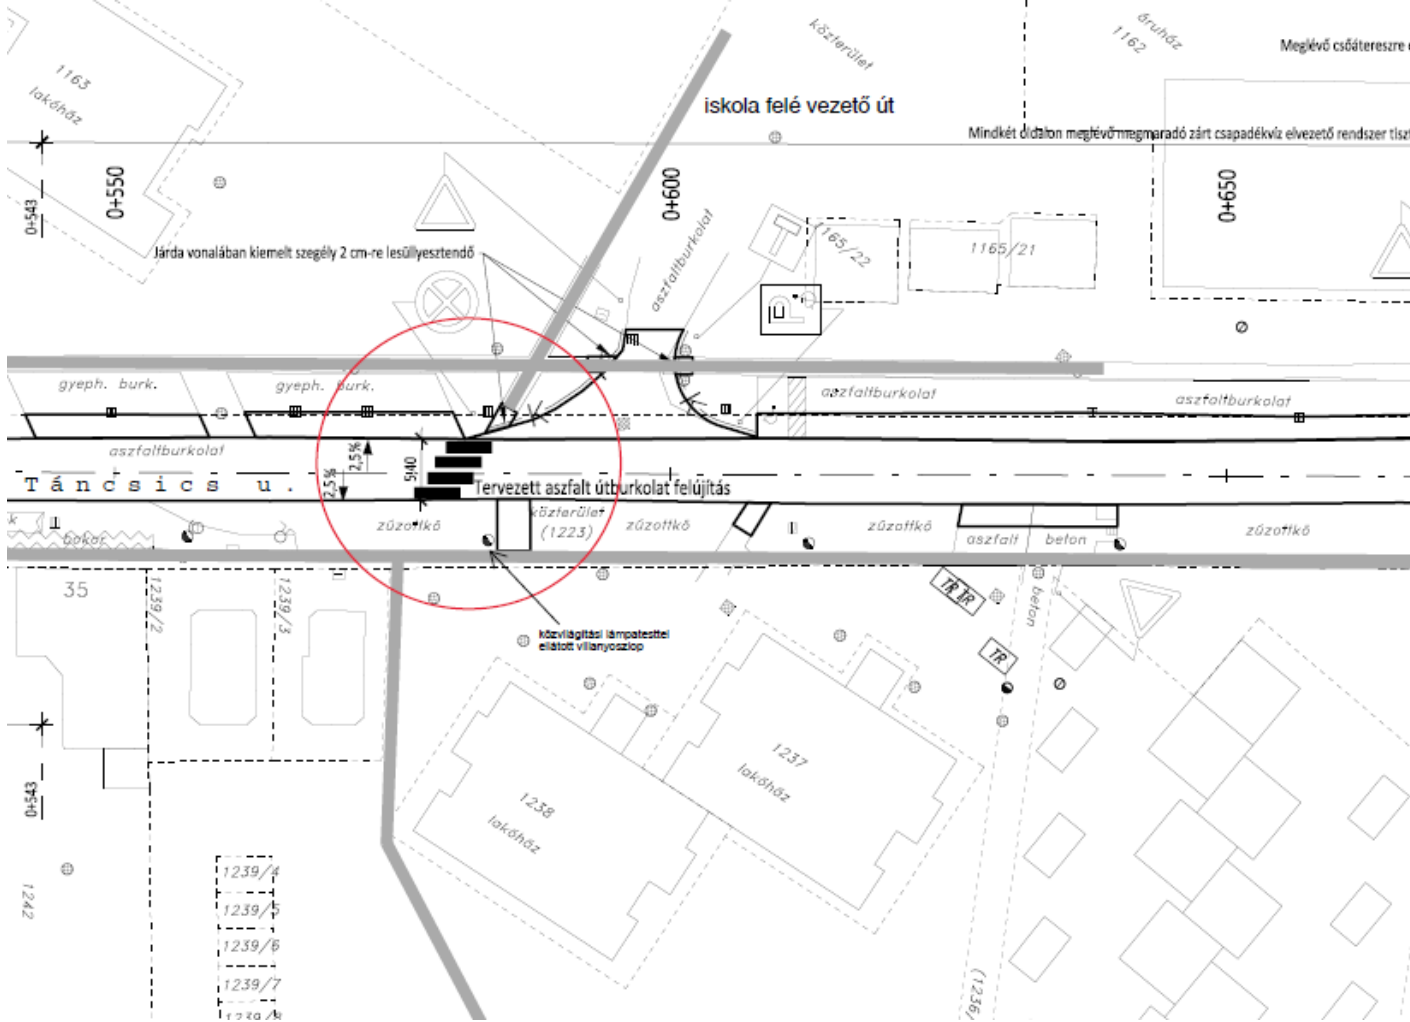 közterület
áruház
1162
Meglévő csőátereszre
1163
lakóház
iskola felé vezető út
Mindkét oldalon meglévő megmaradó zárt csapadékvíz elvezető rendszer tiszt
0+543
0+550
0+600
0+650
Járda vonalában kiemelt szegély 2 cm-re lesüllyesztendő
aszfaltburkolat
1165/22
1165/21
gyeph. burk.
gyeph. burk.
aszfaltburkolat
aszfaltburkolat
aszfaltburkolat
2,5%
2,5%
5,40
Táncsics u.
Tervezett aszfalt útburkolat felújítás
k
bokor
zúzottkő
közterület
(1223)
zúzottkő
zúzottkő
aszfalt
beton
zúzottkő
35
1239/2
1239/3
közvilágítási lámpatesttel
ellátott villanyoszlop
TR
TR
TR
beton
0+543
1237
lakóház
1238
lakóház
1242
1239/4
1239/5
1239/6
1239/7
1239/8
(1236/